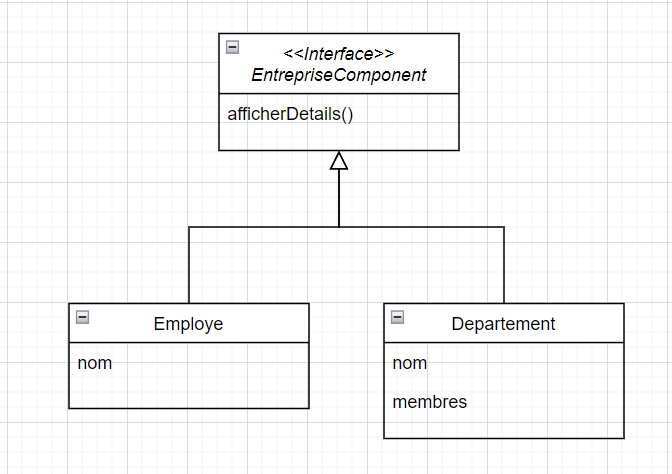 <<Interface>>
EntrepriseComponent
afficherDetails()
Employe
nom
Departement
nom
membres